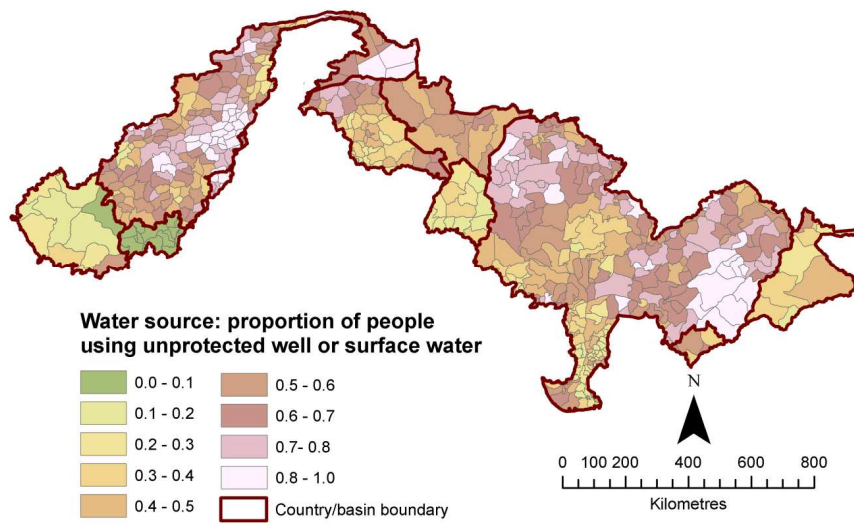 Water source: proportion of people
using unprotected well or surface water
0.0 - 0.1
0.1 - 0.2
0.2 - 0.3
0.3 - 0.4
0.4 - 0.5
0.5 - 0.6
0.6 - 0.7
0.7- 0.8
0.8 - 1.0
Country/basin boundary
N
0 100 200 400 600 800
Kilometres